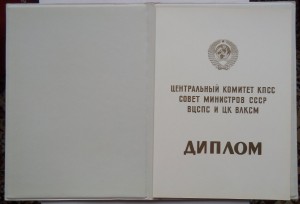 ЦЕНТРАЛЬНЫЙ КОМИТЕТ КПСС
СОВЕТ МИНИСТРОВ СССР
ВЦСПС И ЦК ВЛКСМ
ДИПЛОМ